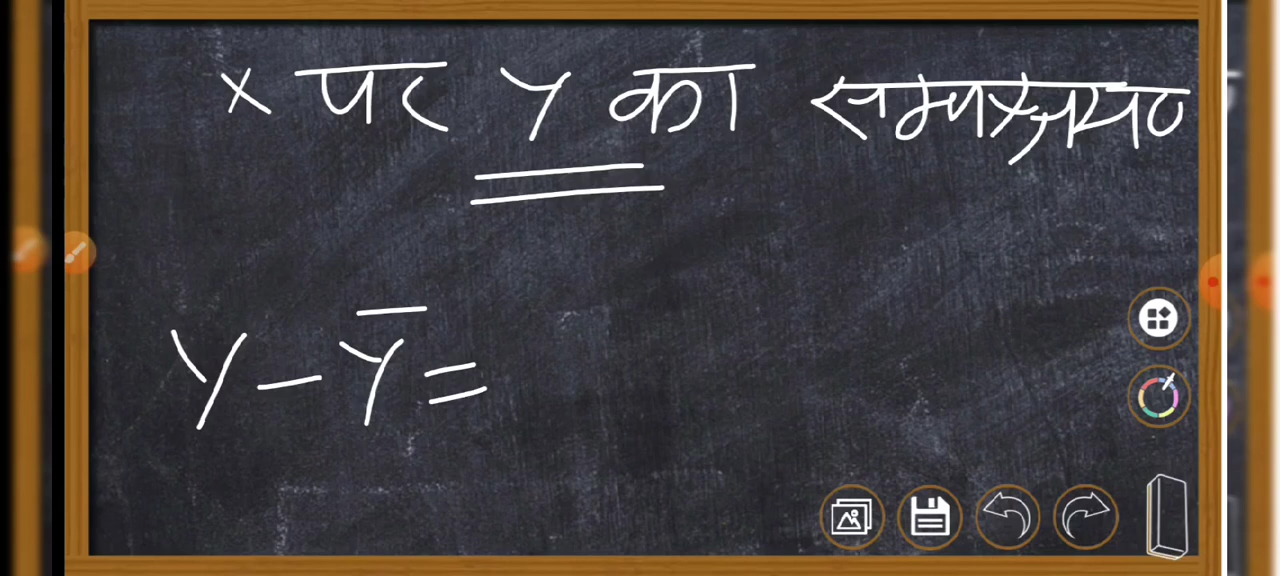 x पर y का समाश्रयण
y - ȳ =